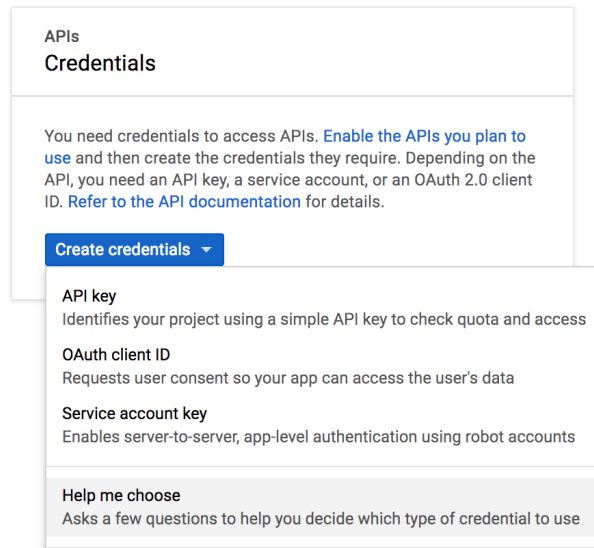 APIs
Credentials
You need credentials to access APIs. Enable the APIs you plan to
use and then create the credentials they require. Depending on the
API, you need an API key, a service account, or an OAuth 2.0 client
ID. Refer to the API documentation for details.
Create credentials
API key
Identifies your project using a simple API key to check quota and access
OAuth client ID
Requests user consent so your app can access the user's data
Service account key
Enables server-to-server, app-level authentication using robot accounts
Help me choose
Asks a few questions to help you decide which type of credential to use